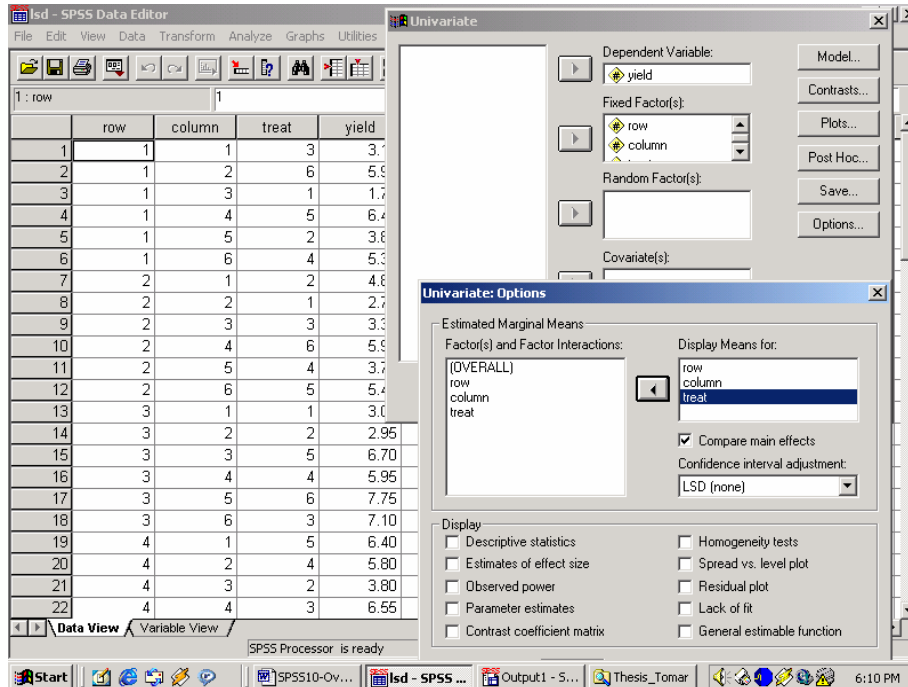 lsd - SPSS Data Editor
File Edit View Data Transform Analyze Graphs Utilities
1 : row 1
row column treat yield
1 1 1 3
2 1 2 6
3 1 3 1
4 1 4 5
5 1 5 2
6 1 6 4
7 2 1 2
8 2 2 1
9 2 3 3
10 2 4 6
11 2 5 4
12 2 6 5
13 3 1 1
14 3 2 2 2.95
15 3 3 5 6.70
16 3 4 4 5.95
17 3 5 6 7.75
18 3 6 3 7.10
19 4 1 5 6.40
20 4 2 4 5.80
21 4 3 2 3.80
22 4 4 3 6.55
Data View Variable View
SPSS Processor is ready
Univariate
Dependent Variable:
yield
Fixed Factor(s):
row
column
Random Factor(s):
Covariate(s):
Model...
Contrasts...
Plots...
Post Hoc...
Save...
Options...
Univariate: Options
Estimated Marginal Means
Factor(s) and Factor Interactions:
(OVERALL)
row
column
treat
Display Means for:
row
column
treat
Compare main effects
Confidence interval adjustment:
LSD (none)
Display
Descriptive statistics
Homogeneity tests
Estimates of effect size
Spread vs. level plot
Observed power
Residual plot
Parameter estimates
Lack of fit
Contrast coefficient matrix
General estimable function
Start SPSS10-Ov... lsd - SPSS ... Output1 - S... Thesis_Tomar 6:10 PM